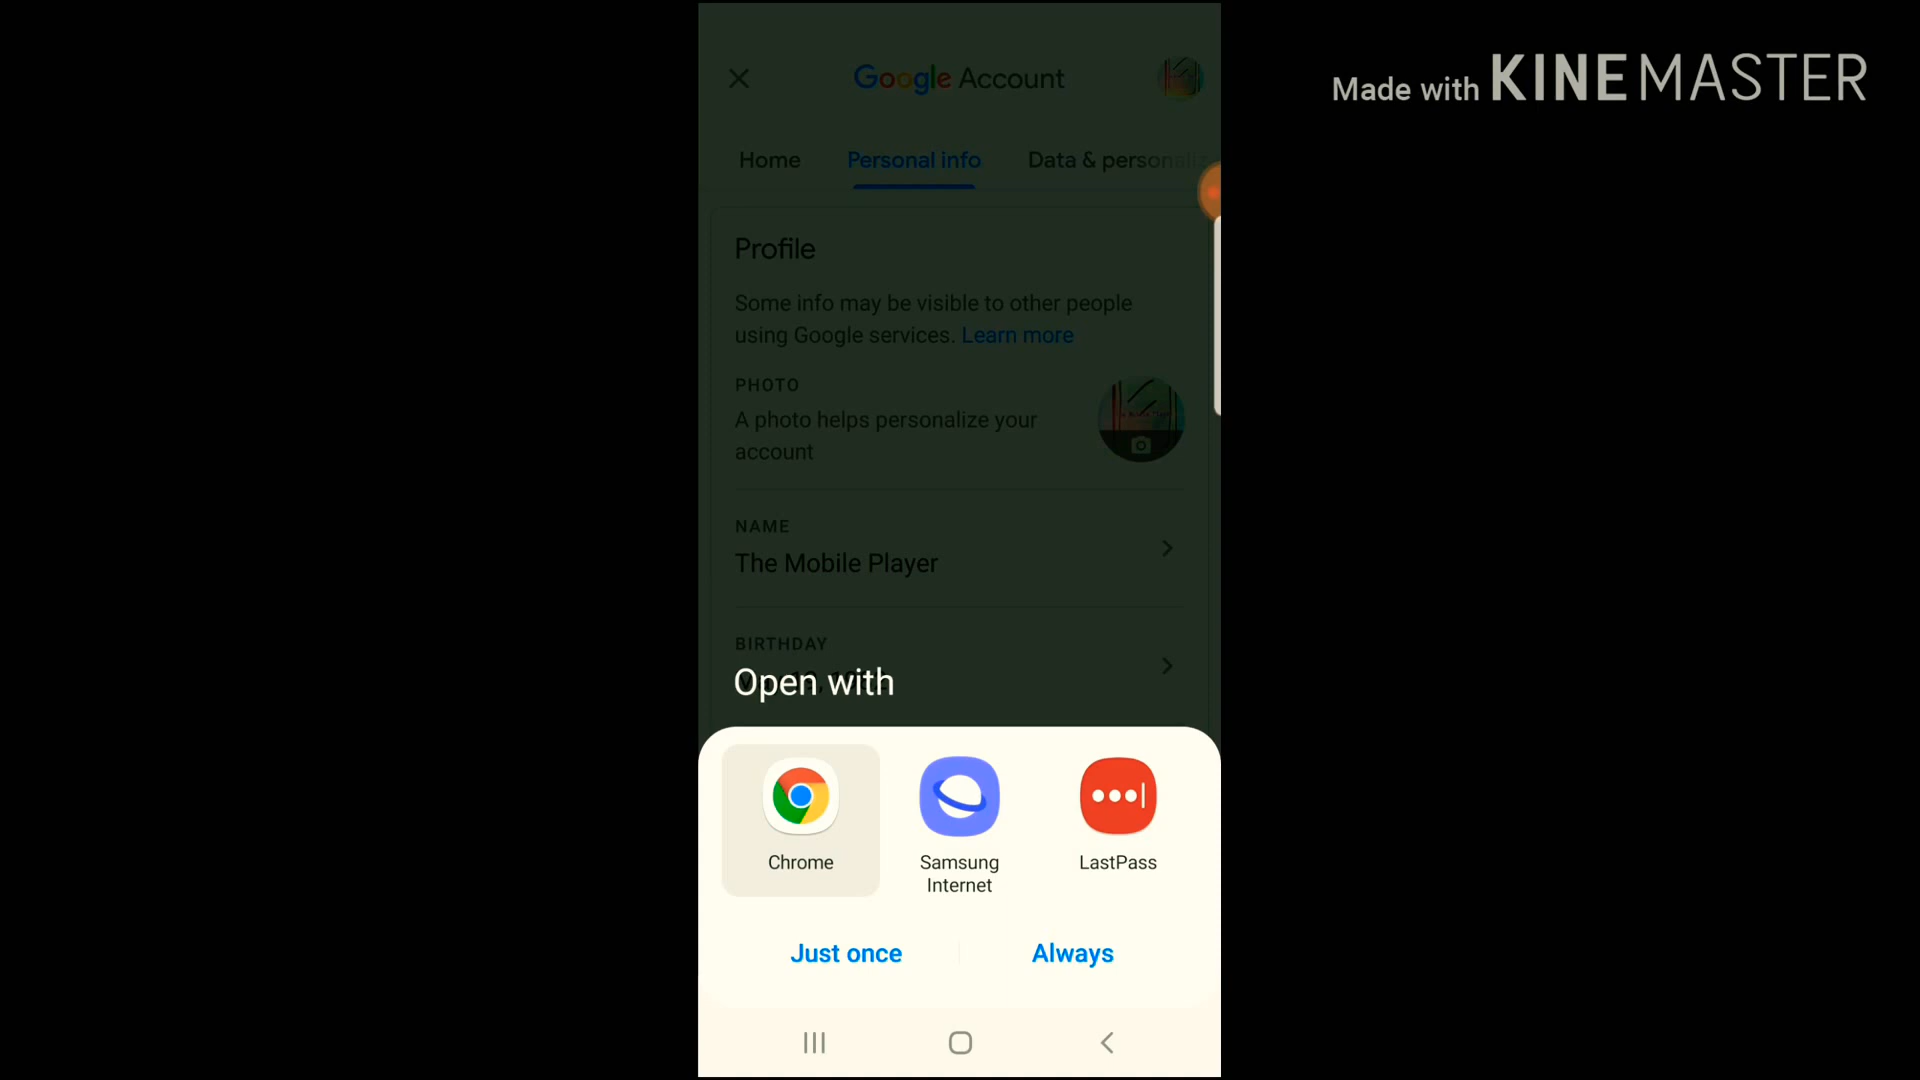 Made with KINEMASTER
Google Account
Home Personal info Data & personaliz
Profile
Some info may be visible to other people
using Google services. Learn more
PHOTO
A photo helps personalize your
account
NAME
The Mobile Player
BIRTHDAY
Open with
Chrome
Samsung
Internet
LastPass
Just once
Always